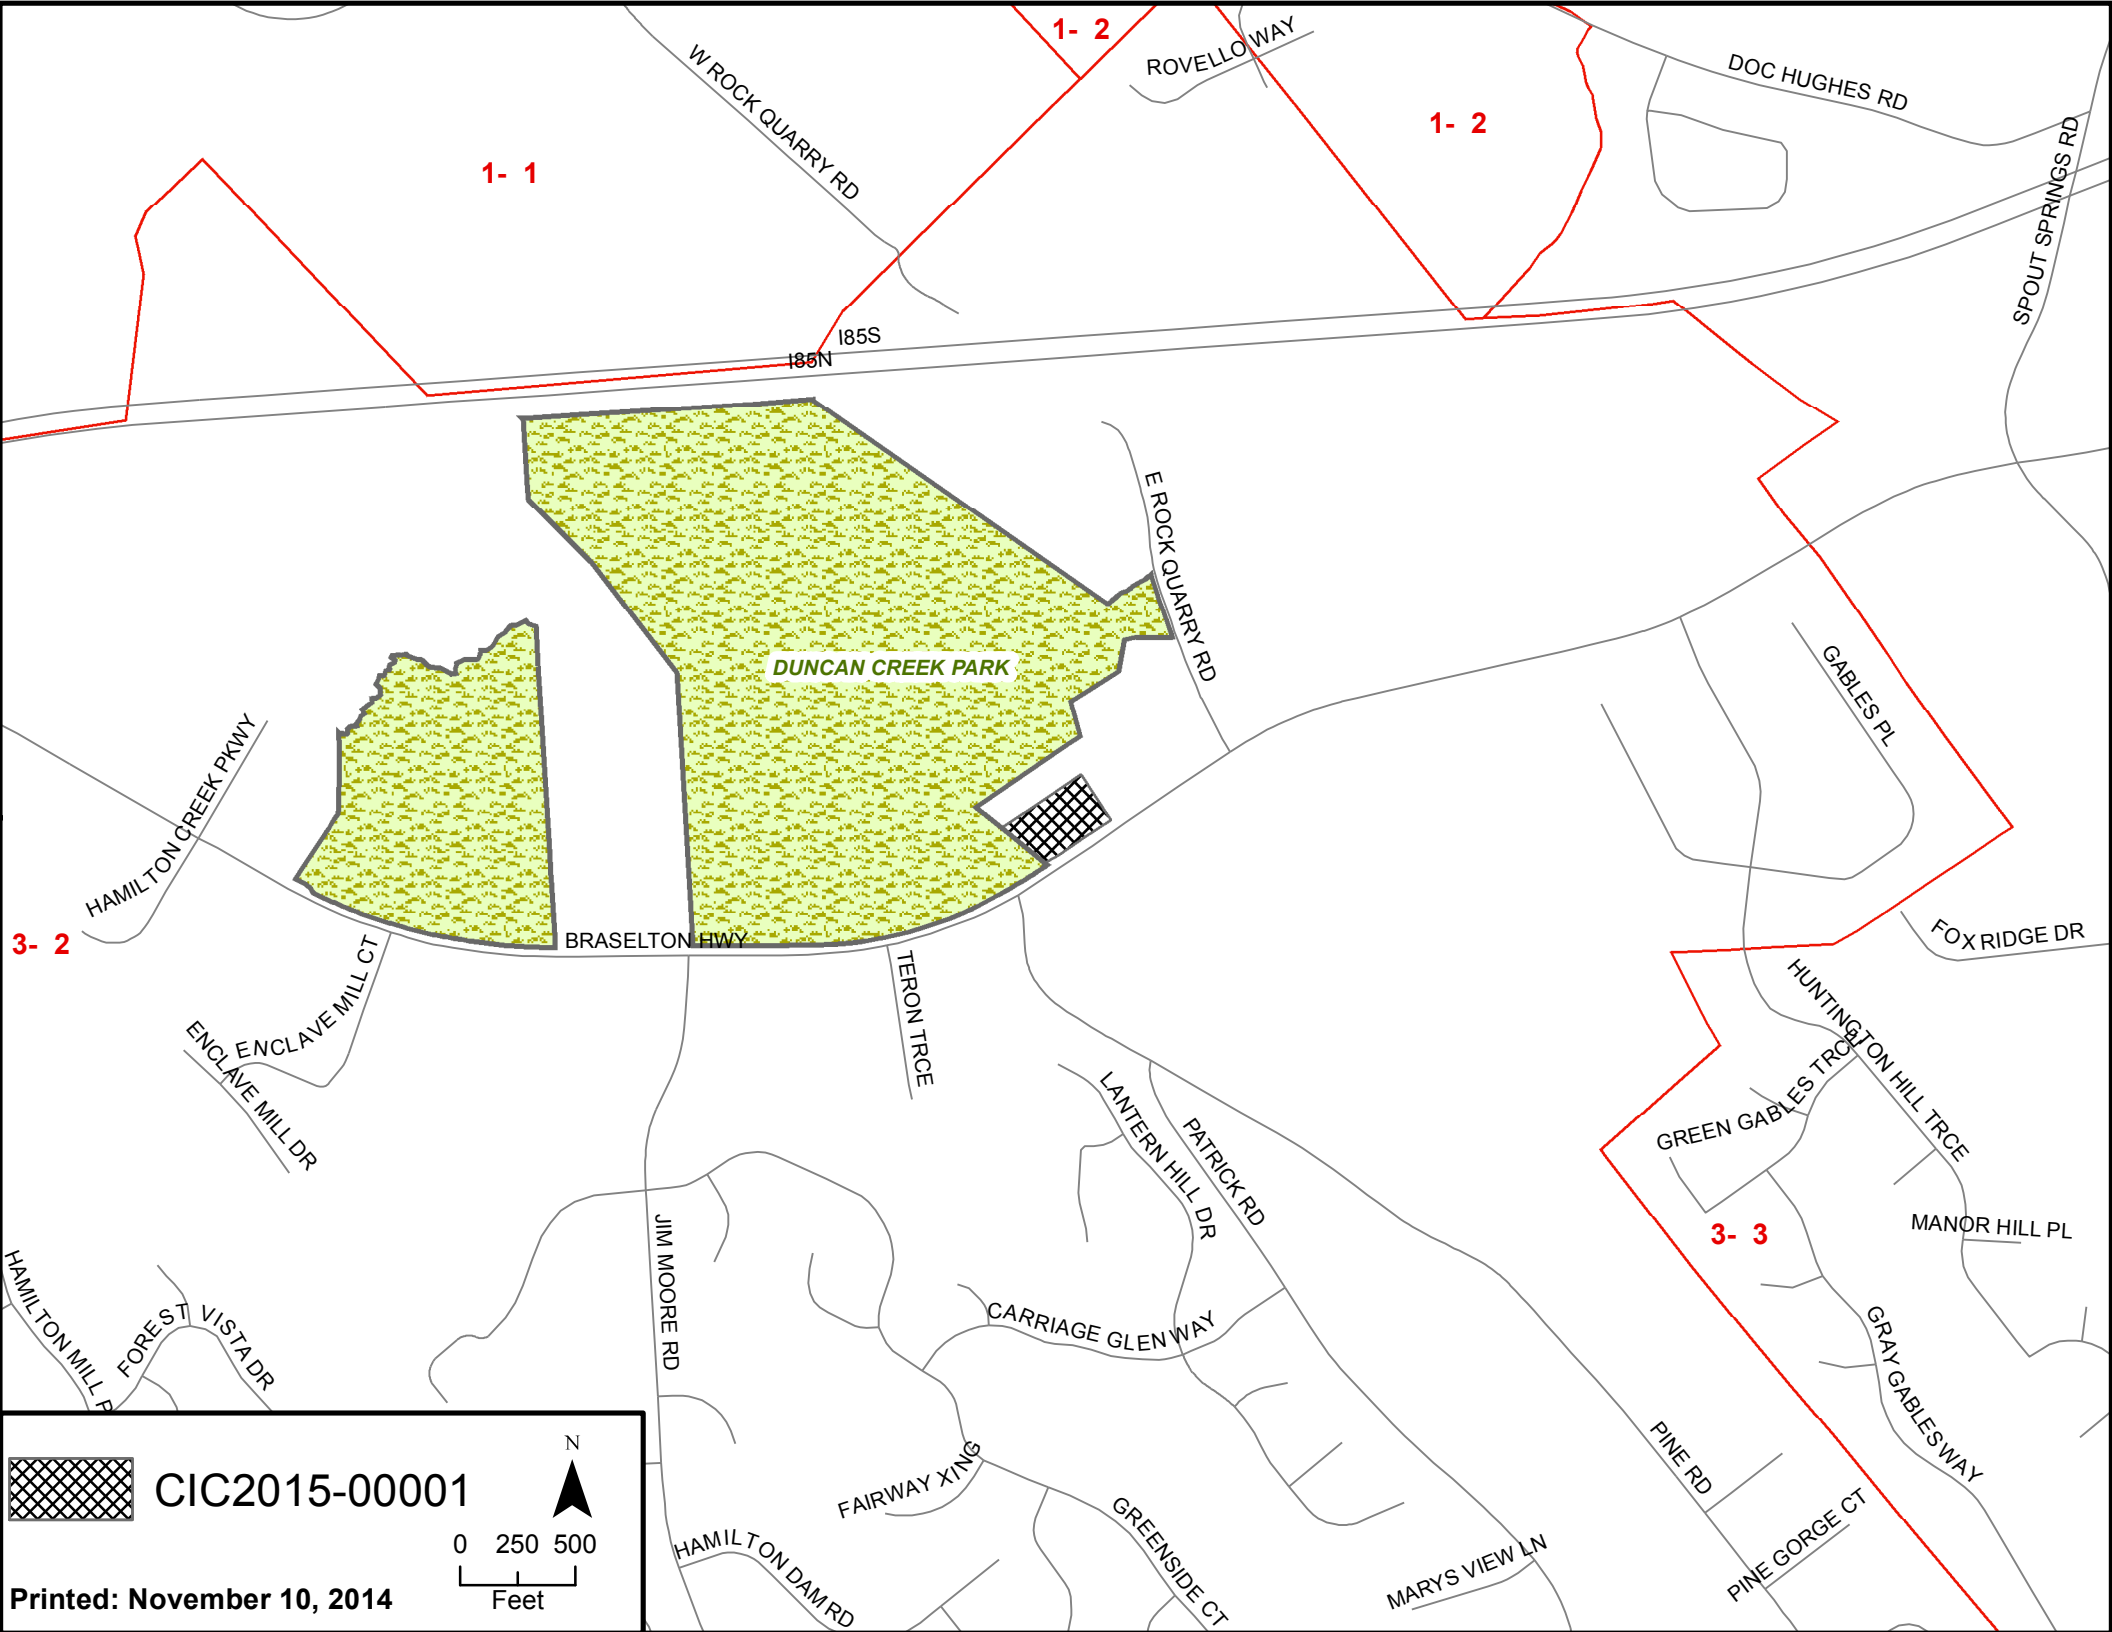 1- 2
ROVELLO WAY
W ROCK QUARRY RD
DOC HUGHES RD
1- 2
1- 1
SPOUT SPRINGS RD
I85S
I85N
E ROCK QUARRY RD
DUNCAN CREEK PARK
GABLES PL
HAMILTON CREEK PKWY
3- 2
BRASELTON HWY
FOX RIDGE DR
ENCLAVE MILL CT
TERON TRCE
HUNTINGTON HILL TRCE
ENCLAVE MILL DR
GREEN GABLES TRCE
LANTERN HILL DR
PATRICK RD
3- 3
MANOR HILL PL
JIM MOORE RD
HAMILTON MILL P
FOREST VISTA DR
CARRIAGE GLEN WAY
GRAY GABLES WAY
PINE RD
FAIRWAY XING
GREENSIDE CT
PINE GORGE CT
HAMILTON DAM RD
MARYS VIEW LN
N
CIC2015-00001
0 250 500
Feet
Printed: November 10, 2014